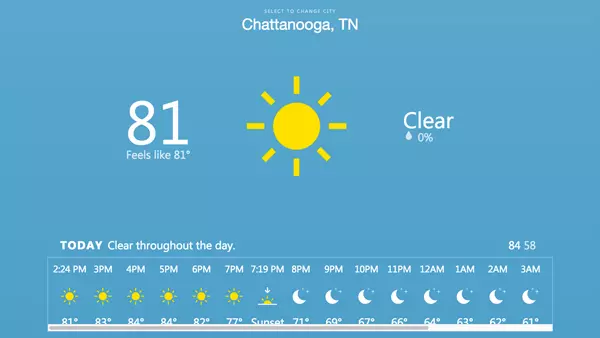 SELECT TO CHANGE CITY
Chattanooga, TN
81
Feels like 81°
Clear
0%
TODAY Clear throughout the day. 84 58
2:24 PM 3PM 4PM 5PM 6PM 7PM 7:19 PM 8PM 9PM 10PM 11PM 12AM 1AM 2AM 3AM
81° 83° 84° 84° 82° 77° Sunset 71° 69° 67° 66° 64° 63° 62° 61°